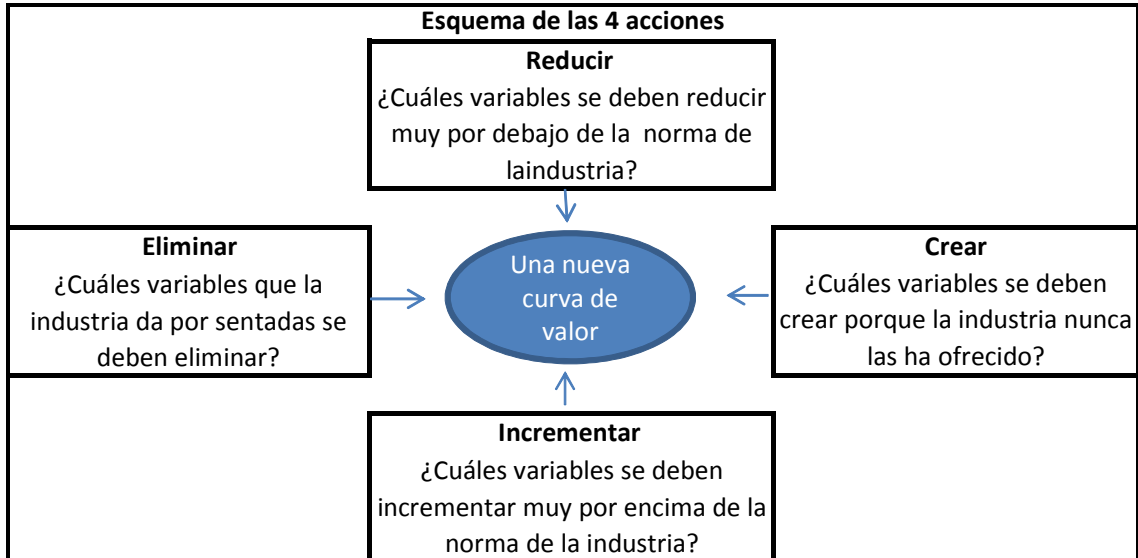 Esquema de las 4 acciones
Reducir
¿Cuáles variables se deben reducir
muy por debajo de la norma de
laindustria?
Eliminar
¿Cuáles variables que la
industria da por sentadas se
deben eliminar?
Una nueva
curva de
valor
Crear
¿Cuáles variables se deben
crear porque la industria nunca
las ha ofrecido?
Incrementar
¿Cuáles variables se deben
incrementar muy por encima de la
norma de la industria?